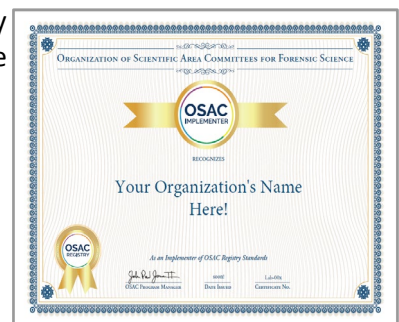 y
e
ORGANIZATION OF SCIENTIFIC AREA COMMITTEES FOR FORENSIC SCIENCE
OSAC
IMPLEMENTER
RECOGNIZES
Your Organization's Name
Here!
OSAC
REGISTRY
As an Implementer of OSAC Registry Standards
OSAC PROGRAM MANAGER DATE ISSUED CERTIFICATE NO.